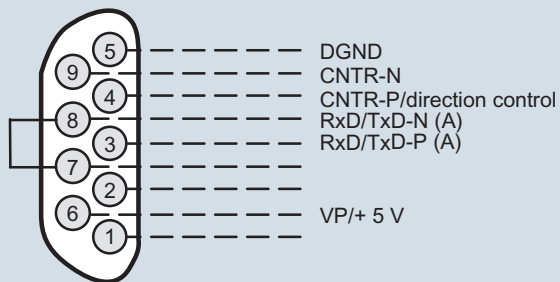 5 DGND
9 CNTR-N
4 CNTR-P/direction control
8 RxD/TxD-N (A)
3 RxD/TxD-P (A)
7
2
6 VP/+ 5 V
1